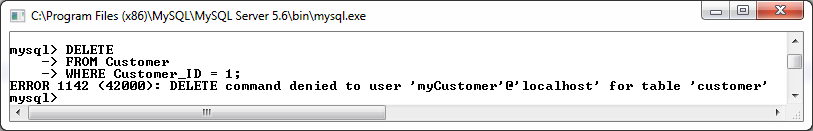 C:\Program Files (x86)\MySQL\MySQL Server 5.6\bin\mysql.exe
mysql> DELETE
    -> FROM Customer
    -> WHERE Customer_ID = 1;
ERROR 1142 (42000): DELETE command denied to user 'myCustomer'@'localhost' for table 'customer'
mysql>